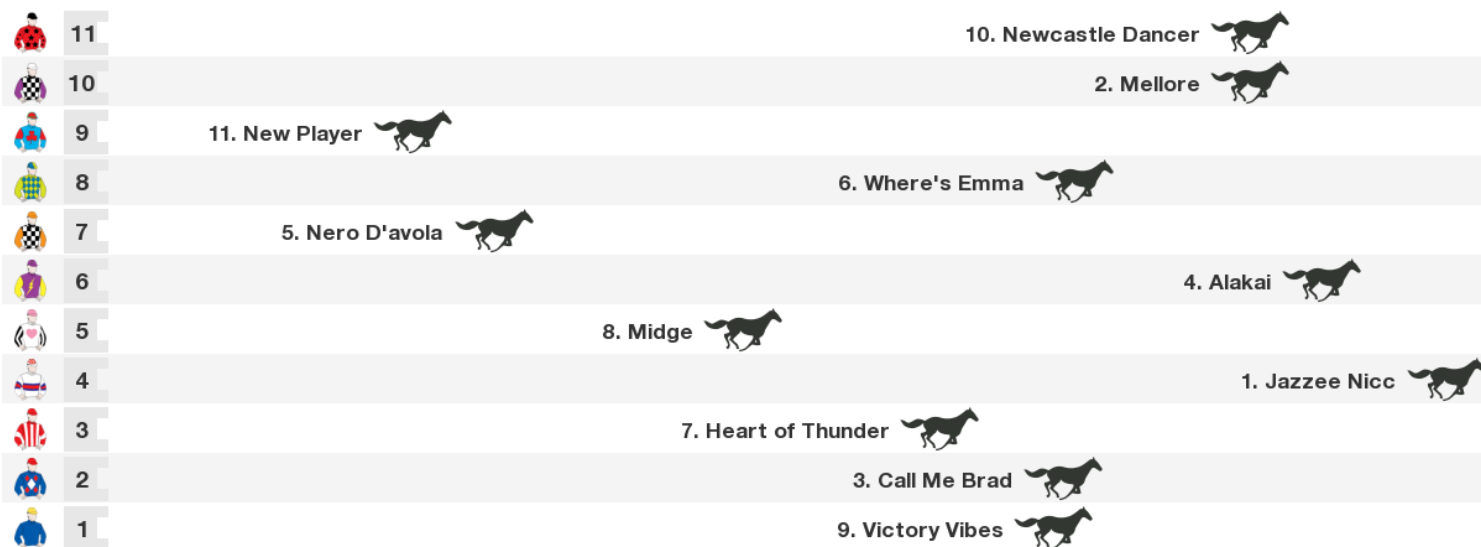 11 10. Newcastle Dancer
10 2. Mellore
9 11. New Player
8 6. Where's Emma
7 5. Nero D'avola
6 4. Alakai
5 8. Midge
4 1. Jazzee Nicc
3 7. Heart of Thunder
2 3. Call Me Brad
1 9. Victory Vibes